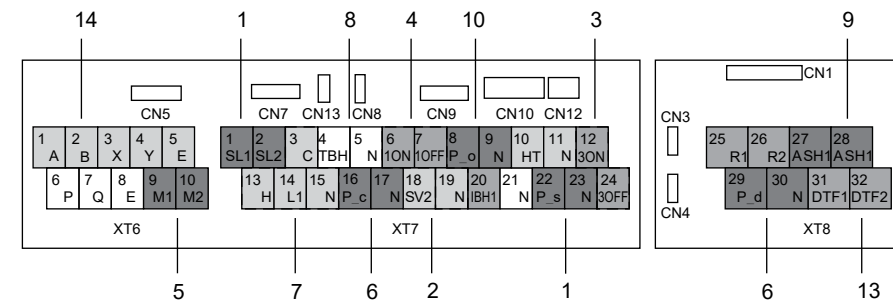 14 1 8 4 10 3 9
CN1
CN5 CN7 CN13 CN8 CN9 CN10 CN12 CN3
1 2 3 4 5 1 2 3 4 5 6 7 8 9 10 11 12 25 26 27 28
A B X Y E SL1 SL2 C TBH N 1ON 1OFF P_o N HT N 3ON R1 R2 ASH1 ASH1
6 7 8 9 10 13 14 15 16 17 18 19 20 21 22 23 24 29 30 31 32
P Q E M1 M2 H L1 N P_c N SV2 N IBH1 N P_s N 3OFF P_d N DTF1 DTF2
CN4
XT6 XT7 XT8
5 7 6 2 1 6 13